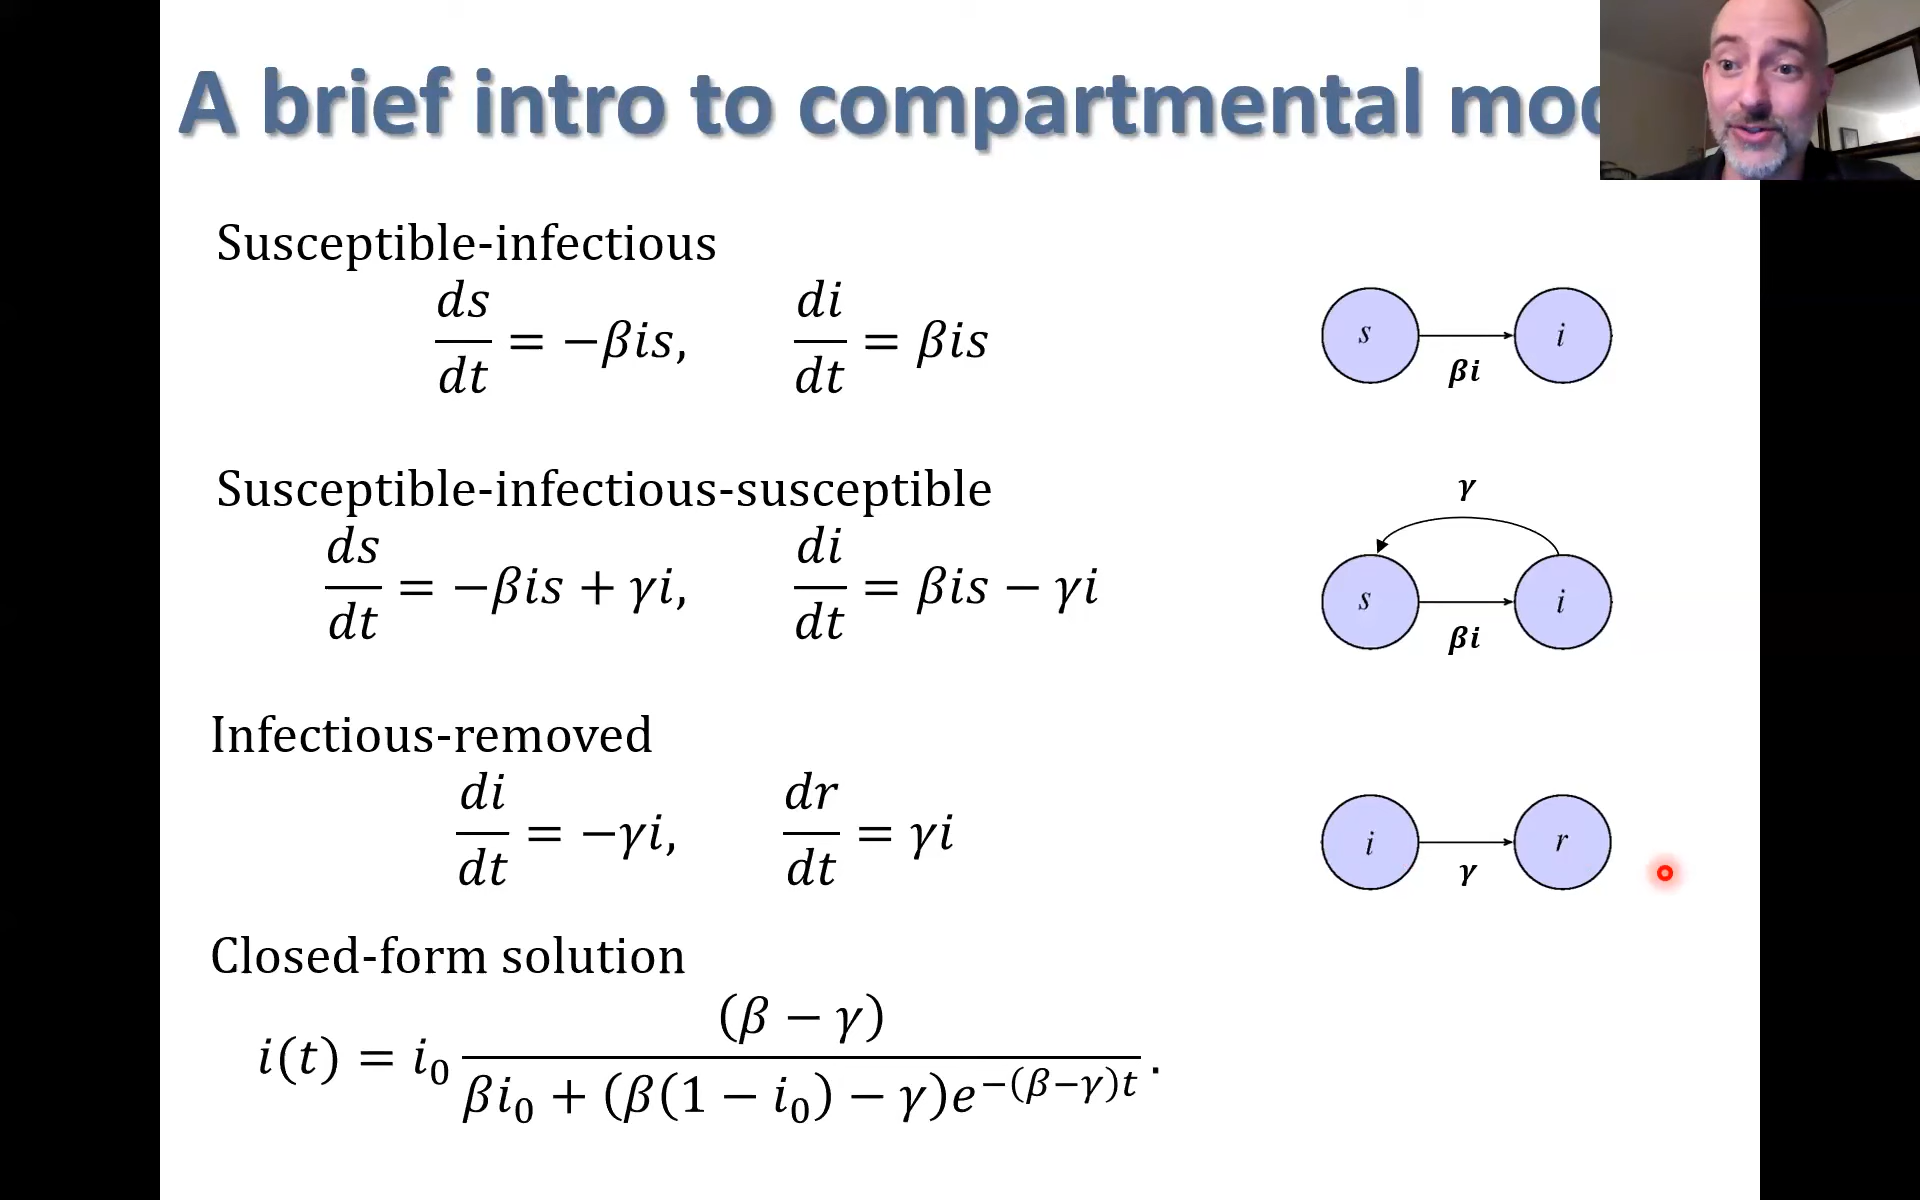 A brief intro to compartmental mod
Susceptible-infectious
ds/dt = −βis, di/dt = βis
s i
βi
Susceptible-infectious-susceptible
ds/dt = −βis + γi, di/dt = βis − γi
γ
s i
βi
Infectious-removed
di/dt = −γi, dr/dt = γi
i r
γ
Closed-form solution
i(t) = i₀ (β − γ) / (βi₀ + (β(1 − i₀) − γ)e^{−(β−γ)t}).